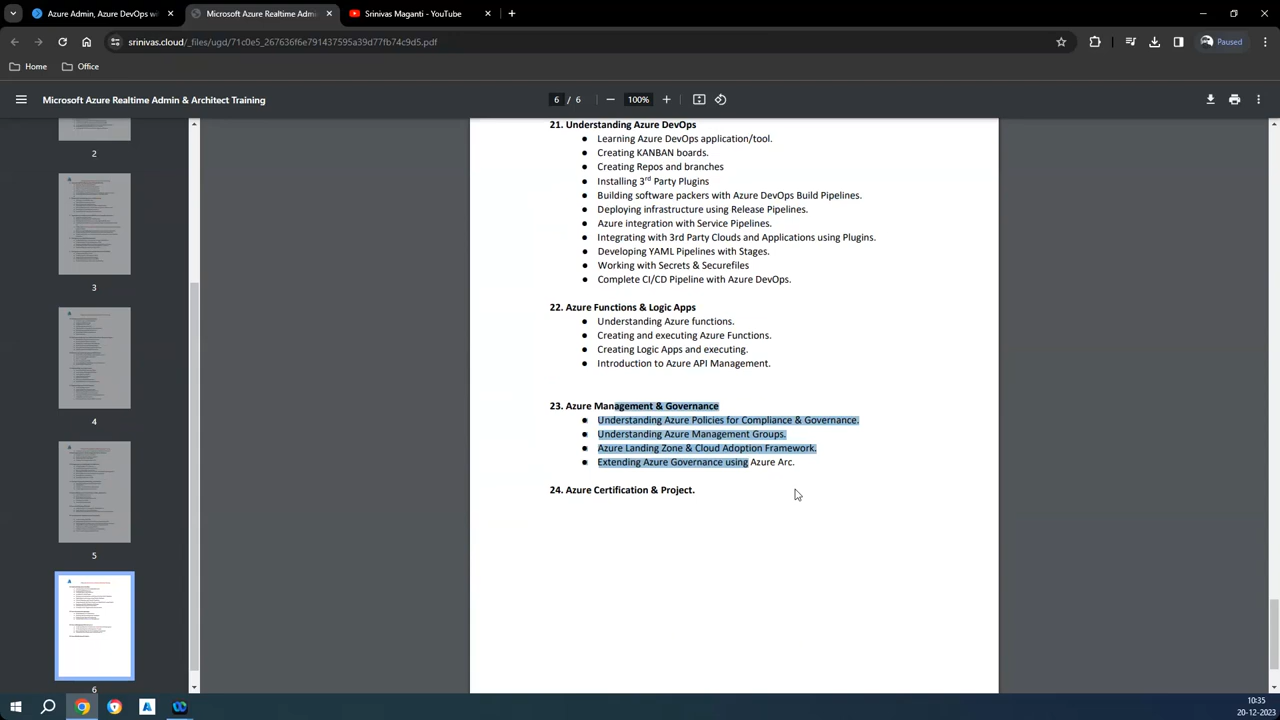 Azure Admin, Azure DevOps wi
Microsoft Azure Realtime Admin
Srinivas Maganti - YouTube
srinivas.cloud/_files/ugd/71c0e5_267636f6e791437595a39d77fb74c9d5.pdf
Paused
Home
Office
Microsoft Azure Realtime Admin & Architect Training
6 / 6
100%
2
3
4
5
6
21. Understanding Azure DevOps
● Learning Azure DevOps application/tool.
● Creating KANBAN boards.
● Creating Repos and branches
● Installing 3rd Party Plugins
● Building software packers with Azure DevOps Build Pipelines.
● Deploying infrastructure using Release Pipelines.
● Azure integration with Service Pipelines.
● Integrating with 3rd Party Clouds and Applications using Plugins.
● Developing YAML Pipelines with Stages.
● Working with Secrets & Securefiles
● Complete CI/CD Pipeline with Azure DevOps.
22. Azure Functions & Logic Apps
● Understanding Azure functions.
● Creating and executing Azure Functions.
● Creating Logic Apps and executing.
● Introduction to Azure API Management.
23. Azure Management & Governance
● Understanding Azure Policies for Compliance & Governance.
● Understanding Azure Management Groups.
● Azure Landing Zone & Cloud Adoption Framework.
● Extending Azure Governance using Azure Arc.
24. Azure Certification & Project.
10:35
20-12-2023